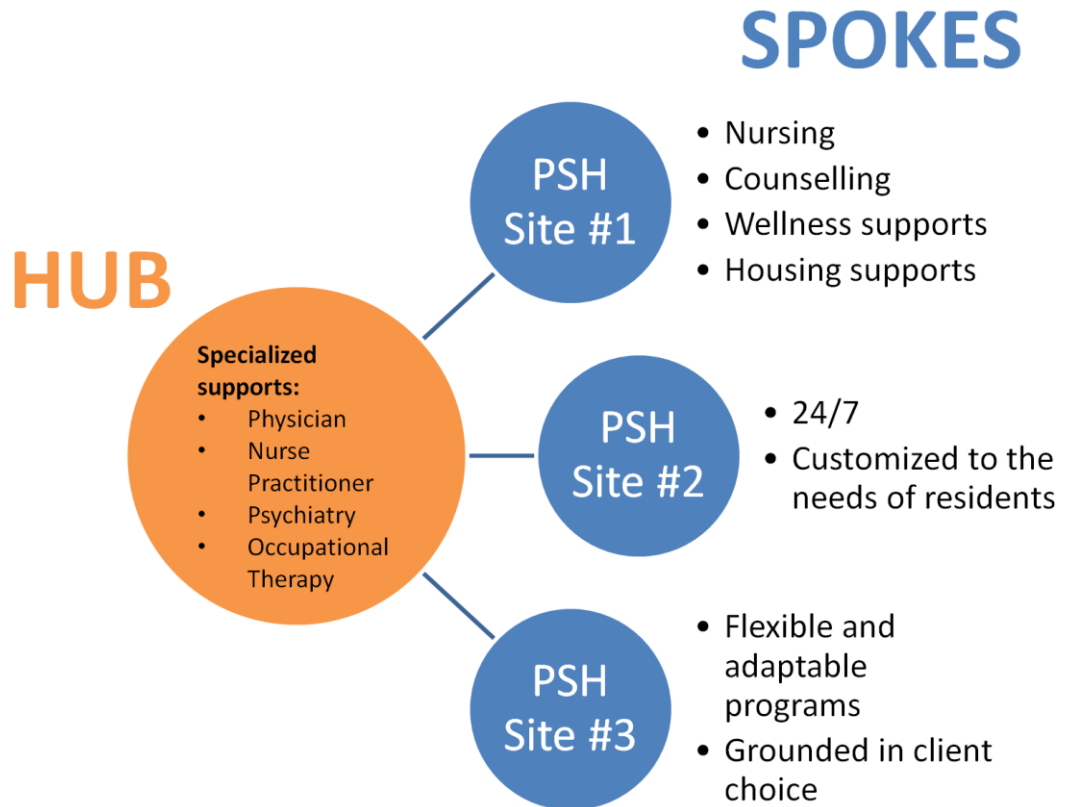 SPOKES
PSH
Site #1
• Nursing
• Counselling
• Wellness supports
• Housing supports
HUB
Specialized
supports:
• Physician
• Nurse
Practitioner
• Psychiatry
• Occupational
Therapy
PSH
Site #2
• 24/7
• Customized to the
needs of residents
PSH
Site #3
• Flexible and
adaptable
programs
• Grounded in client
choice